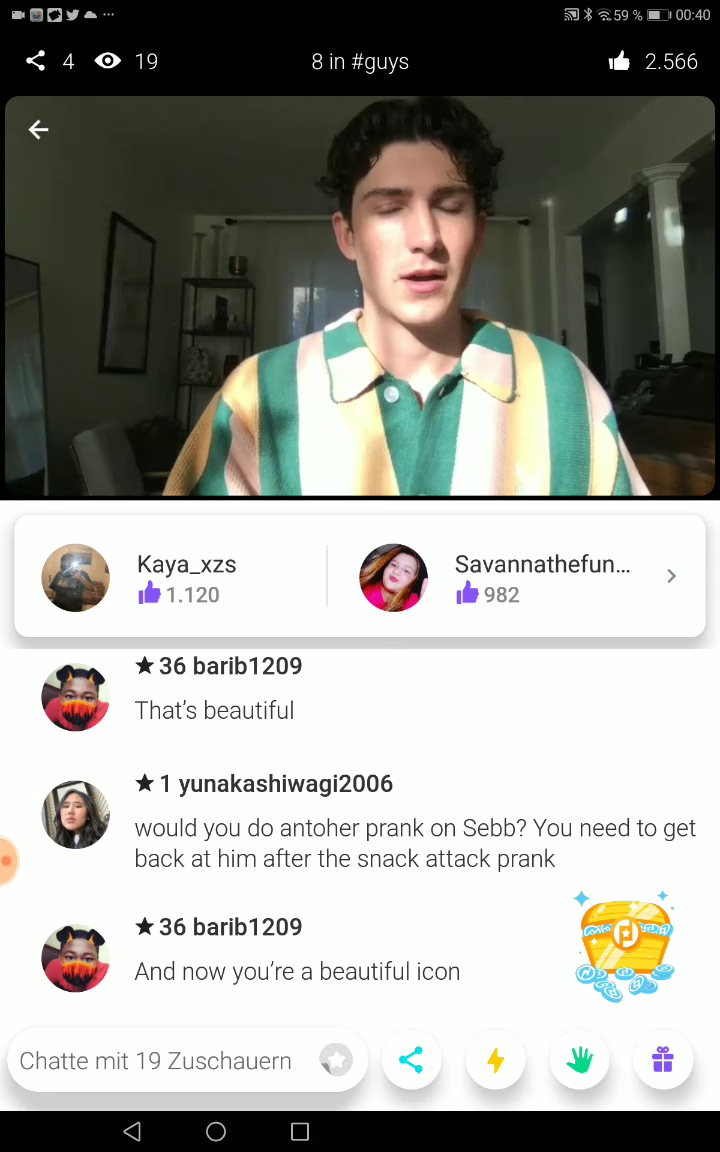 59 % 00:40
4 19 8 in #guys 2.566
Kaya_xzs
1.120
Savannathefun...
982
★ 36 barib1209
That's beautiful
★ 1 yunakashiwagi2006
would you do antoher prank on Sebb? You need to get
back at him after the snack attack prank
★ 36 barib1209
And now you're a beautiful icon
Chatte mit 19 Zuschauern